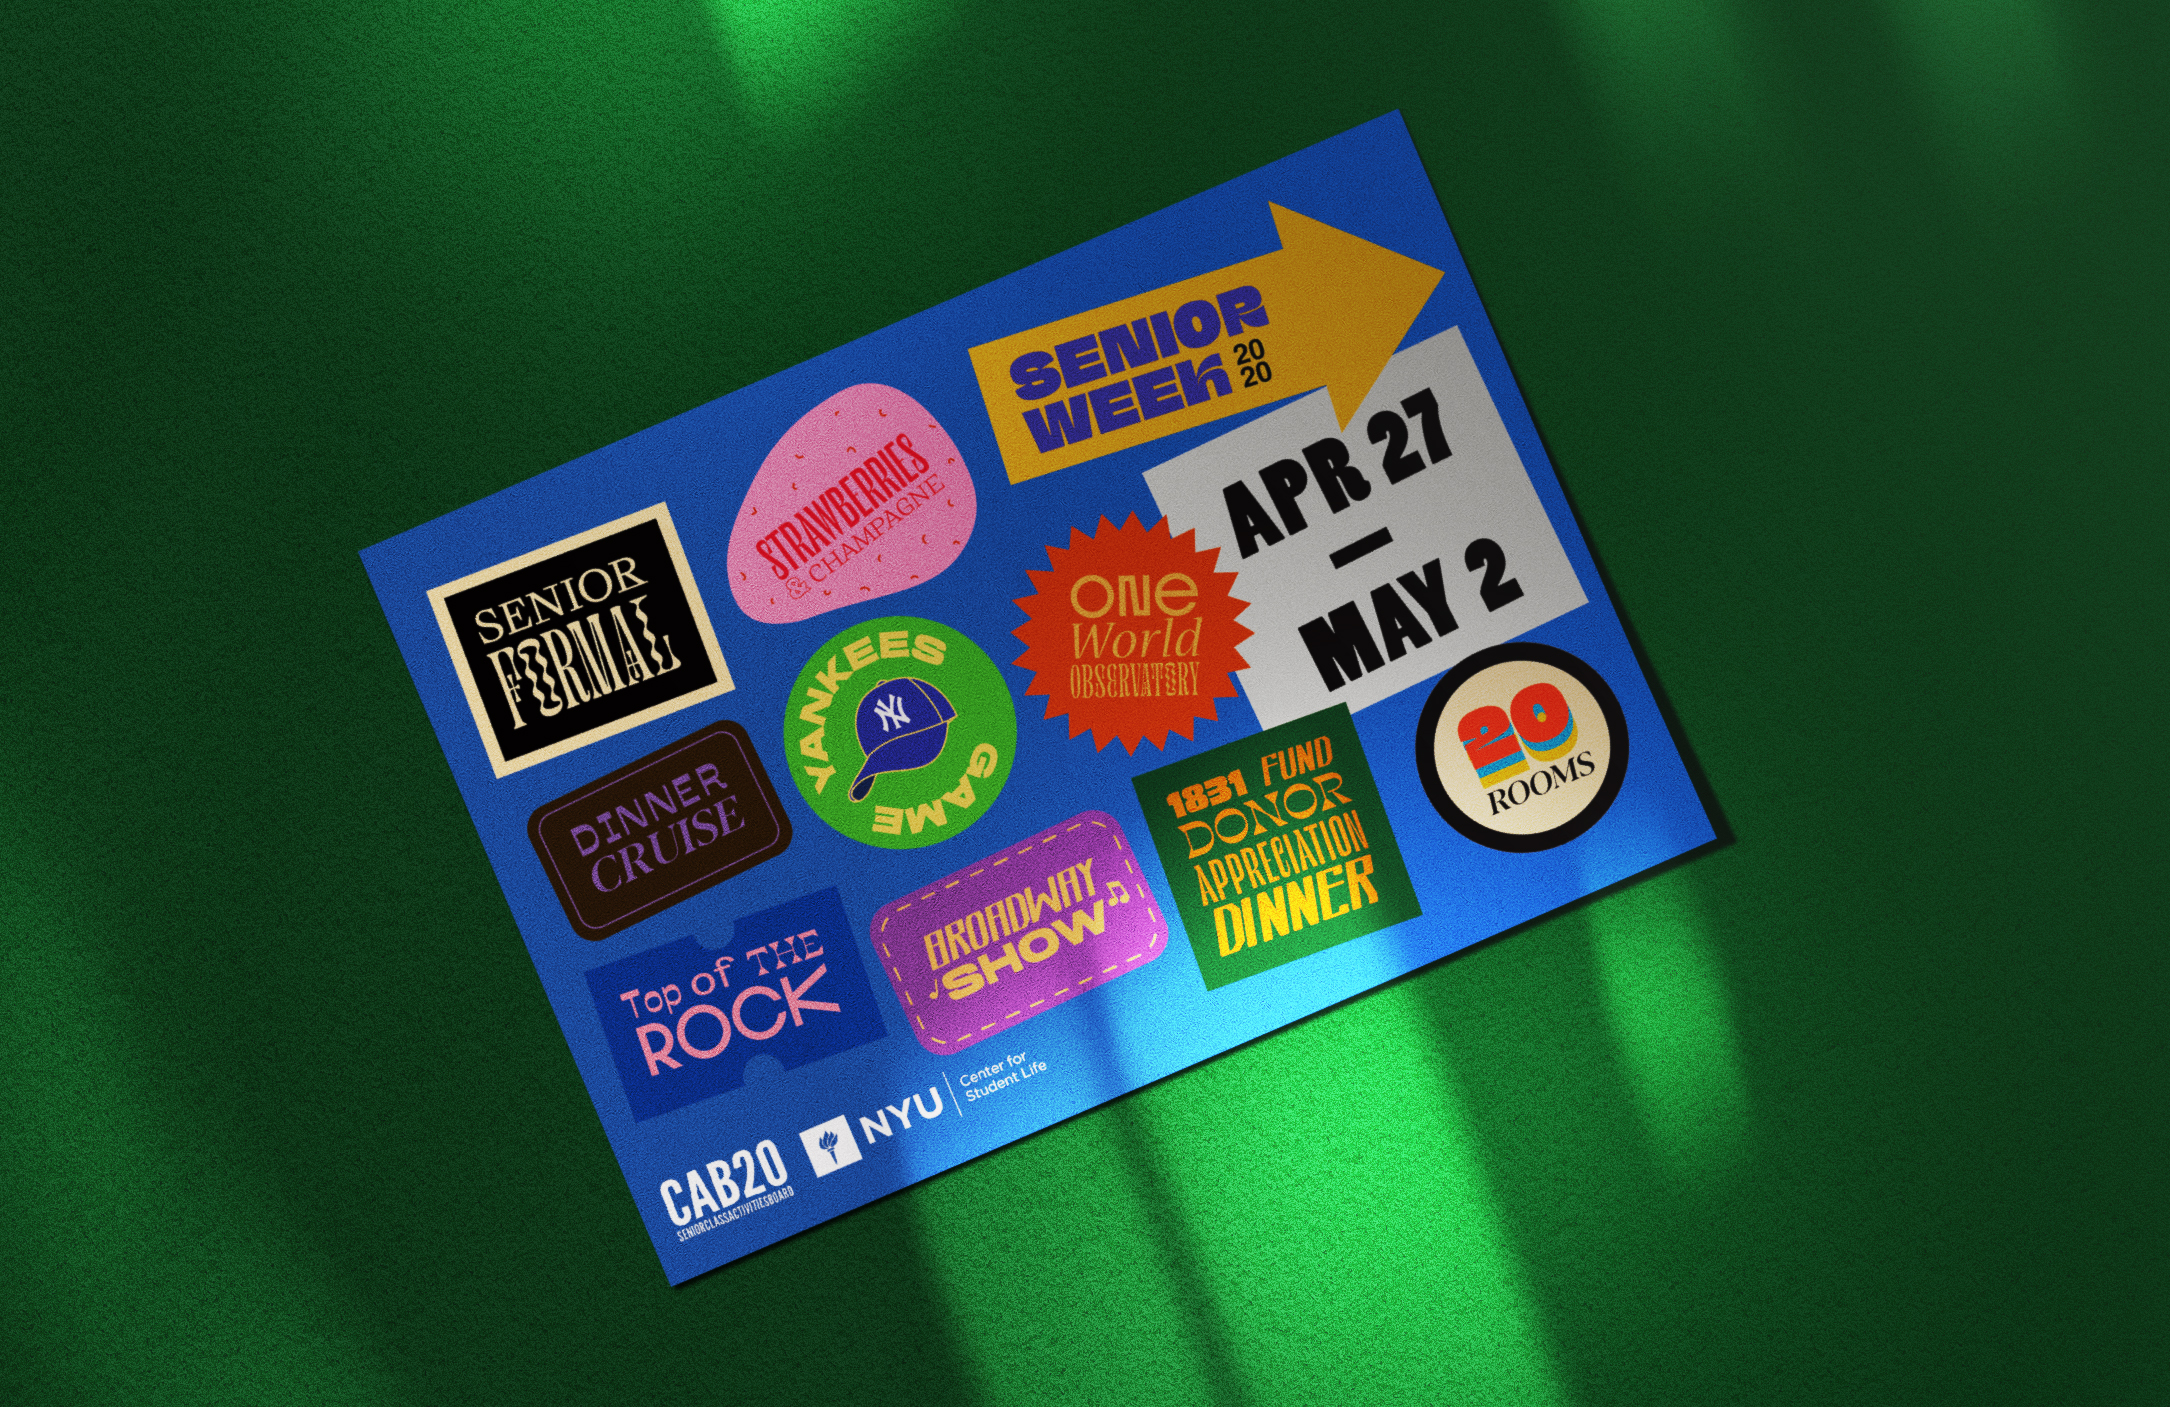 SENIOR
WEEK
20
20
APR 27
—
MAY 2
STRAWBERRIES
& CHAMPAGNE
SENIOR
FORMAL
ONE
World
OBSERVATORY
YANKEES
NY
GAME
20
ROOMS
DINNER
CRUISE
1831 FUND
DONOR
APPRECIATION
DINNER
BROADWAY
SHOW
Top of THE
ROCK
CAB20
SENIORCLASSACTIVITIESBOARD
NYU
Center for
Student Life